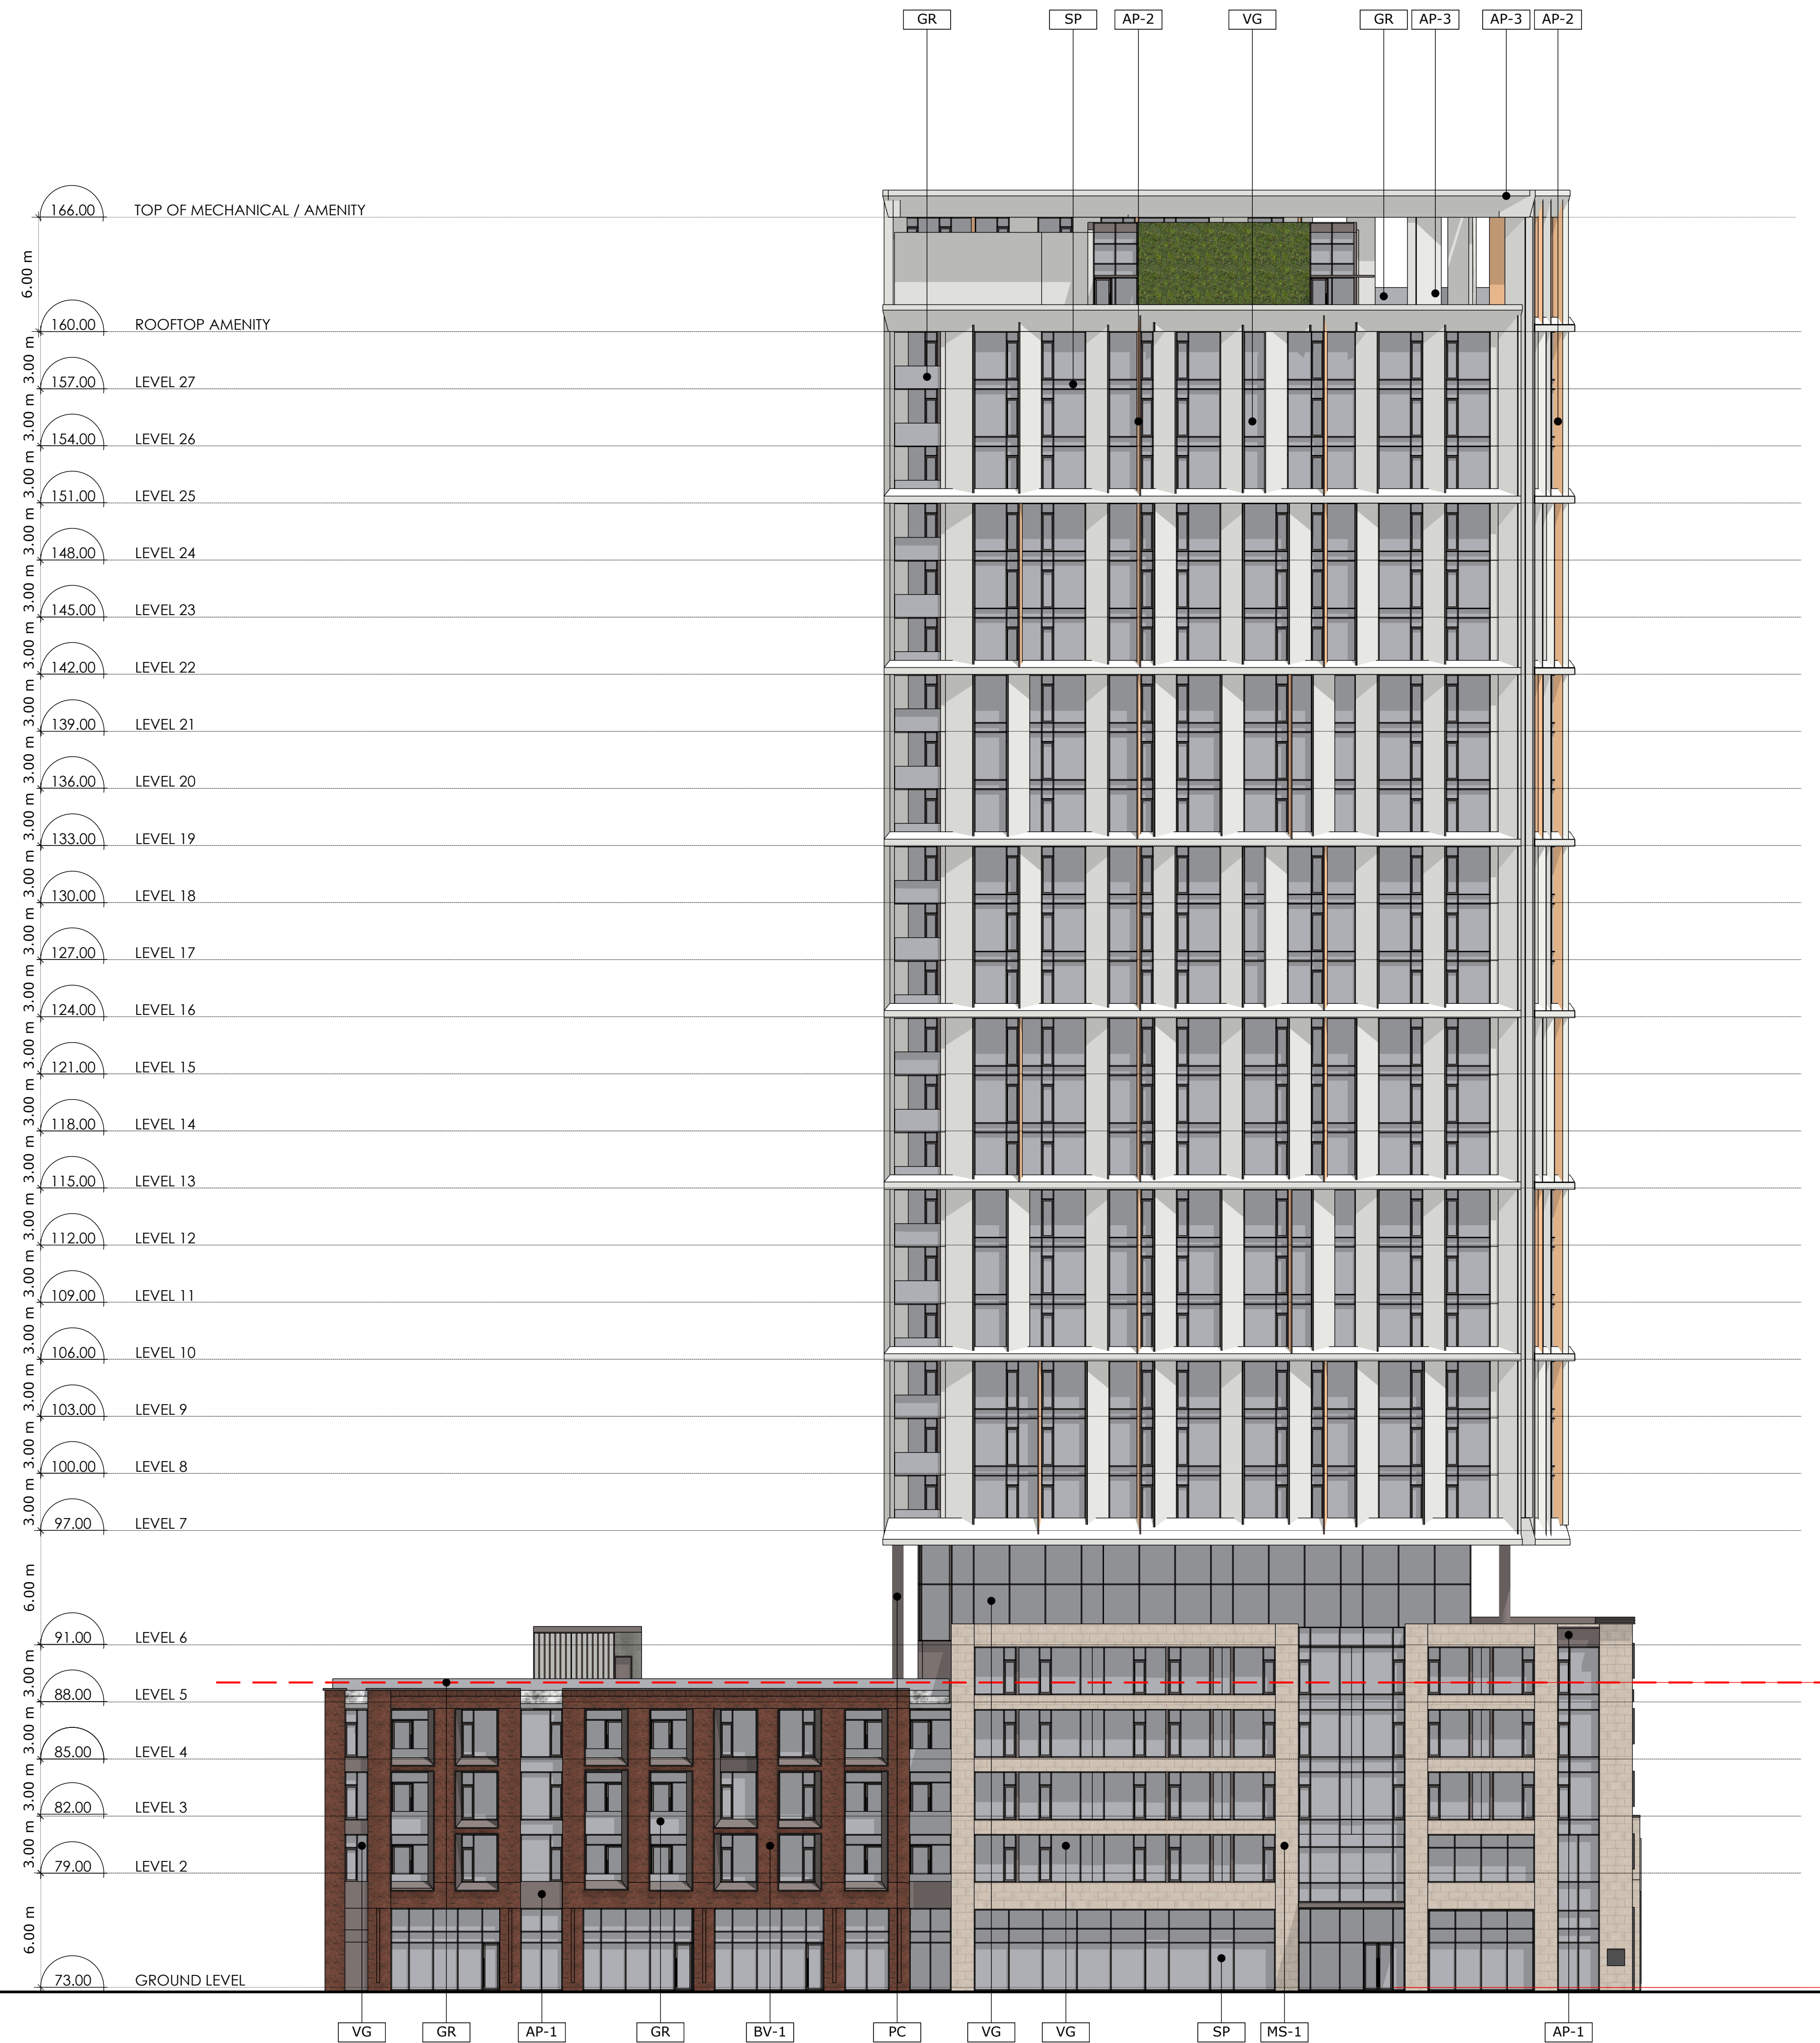 GR SP AP-2 VG GR AP-3 AP-3 AP-2
166.00 TOP OF MECHANICAL / AMENITY
6.00 m
160.00 ROOFTOP AMENITY
3.00 m
157.00 LEVEL 27
3.00 m
154.00 LEVEL 26
3.00 m
151.00 LEVEL 25
3.00 m
148.00 LEVEL 24
3.00 m
145.00 LEVEL 23
3.00 m
142.00 LEVEL 22
3.00 m
139.00 LEVEL 21
3.00 m
136.00 LEVEL 20
3.00 m
133.00 LEVEL 19
3.00 m
130.00 LEVEL 18
3.00 m
127.00 LEVEL 17
3.00 m
124.00 LEVEL 16
3.00 m
121.00 LEVEL 15
3.00 m
118.00 LEVEL 14
3.00 m
115.00 LEVEL 13
3.00 m
112.00 LEVEL 12
3.00 m
109.00 LEVEL 11
3.00 m
106.00 LEVEL 10
3.00 m
103.00 LEVEL 9
3.00 m
100.00 LEVEL 8
3.00 m
97.00 LEVEL 7
6.00 m
91.00 LEVEL 6
3.00 m
88.00 LEVEL 5
3.00 m
85.00 LEVEL 4
3.00 m
82.00 LEVEL 3
3.00 m
79.00 LEVEL 2
6.00 m
73.00 GROUND LEVEL
VG GR AP-1 GR BV-1 PC VG VG SP MS-1 AP-1